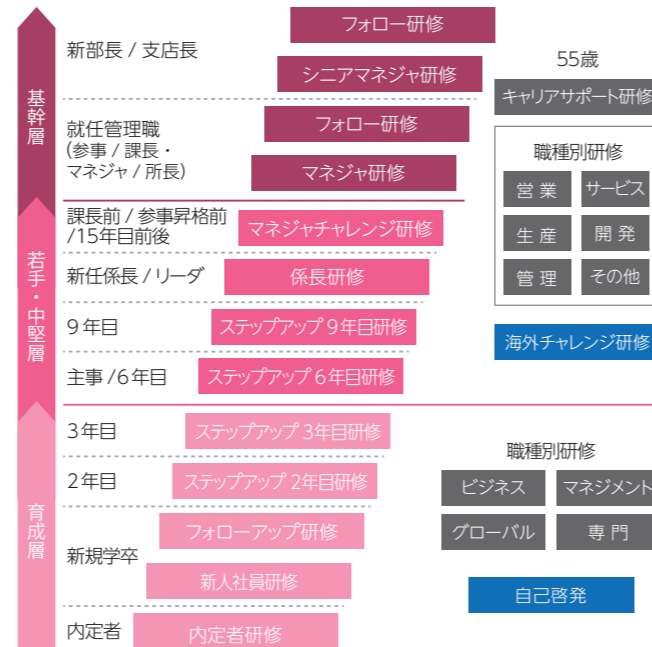 基幹層
新部長 / 支店長
フォロー研修
シニアマネジャ研修
就任管理職
(参事 / 課長・
マネジャ / 所長)
フォロー研修
マネジャ研修
若手・中堅層
課長前 / 参事昇格前
/15年目前後
マネジャチャレンジ研修
新任係長 / リーダ
係長研修
9年目
ステップアップ 9年目研修
主事 /6年目
ステップアップ 6年目研修
育成層
3年目
ステップアップ 3年目研修
2年目
ステップアップ 2年目研修
新規学卒
フォローアップ研修
新人社員研修
内定者
内定者研修
55歳
キャリアサポート研修
職種別研修
営業
サービス
生産
開発
管理
その他
海外チャレンジ研修
職種別研修
ビジネス
マネジメント
グローバル
専門
自己啓発